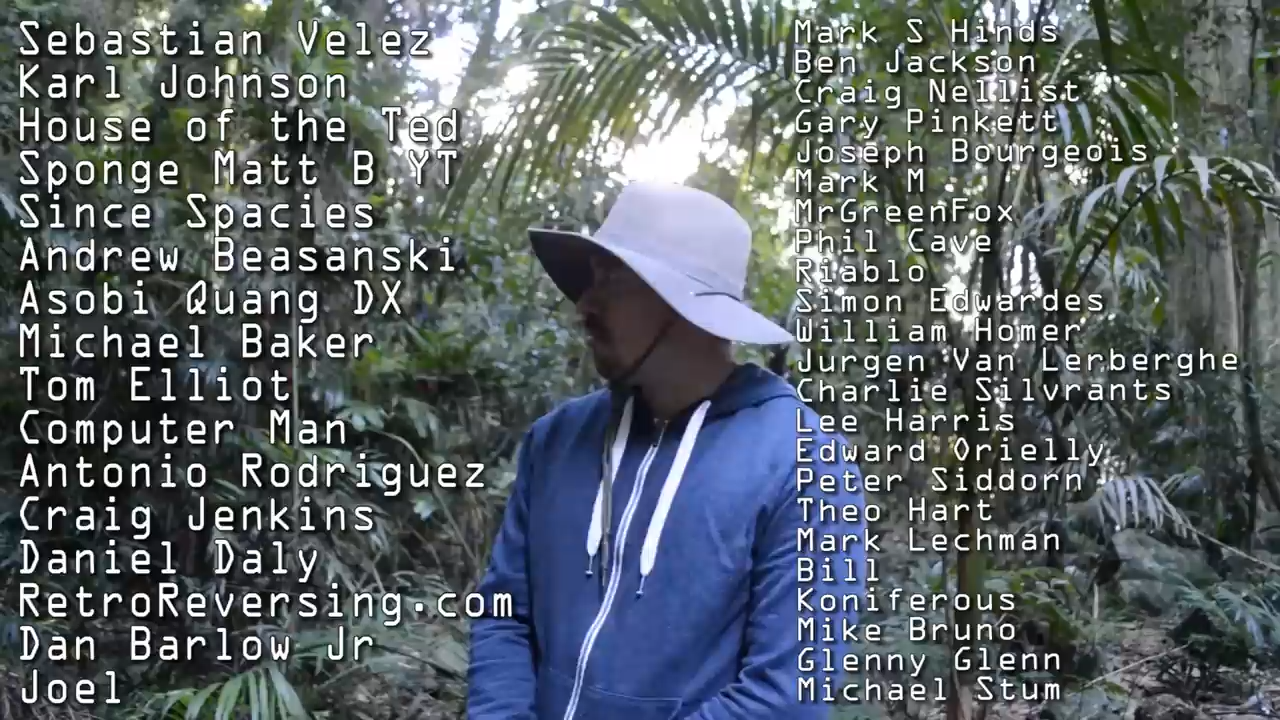 Sebastian Velez
Karl Johnson
House of the Ted
Sponge Matt B YT
Since Spacies
Andrew Beasanski
Asobi Quang DX
Michael Baker
Tom Elliot
Computer Man
Antonio Rodriguez
Craig Jenkins
Daniel Daly
RetroReversing.com
Dan Barlow Jr
Joel
Mark S Hinds
Ben Jackson
Craig Nellist
Gary Pinkett
Joseph Bourgeois
Mark M
MrGreenFox
Phil Cave
Riablo
Simon Edwardes
William Homer
Jurgen Van Lerberghe
Charlie Silvrants
Lee Harris
Edward Orielly
Peter Siddorn
Theo Hart
Mark Lechman
Bill
Koniferous
Mike Bruno
Glenny Glenn
Michael Stum